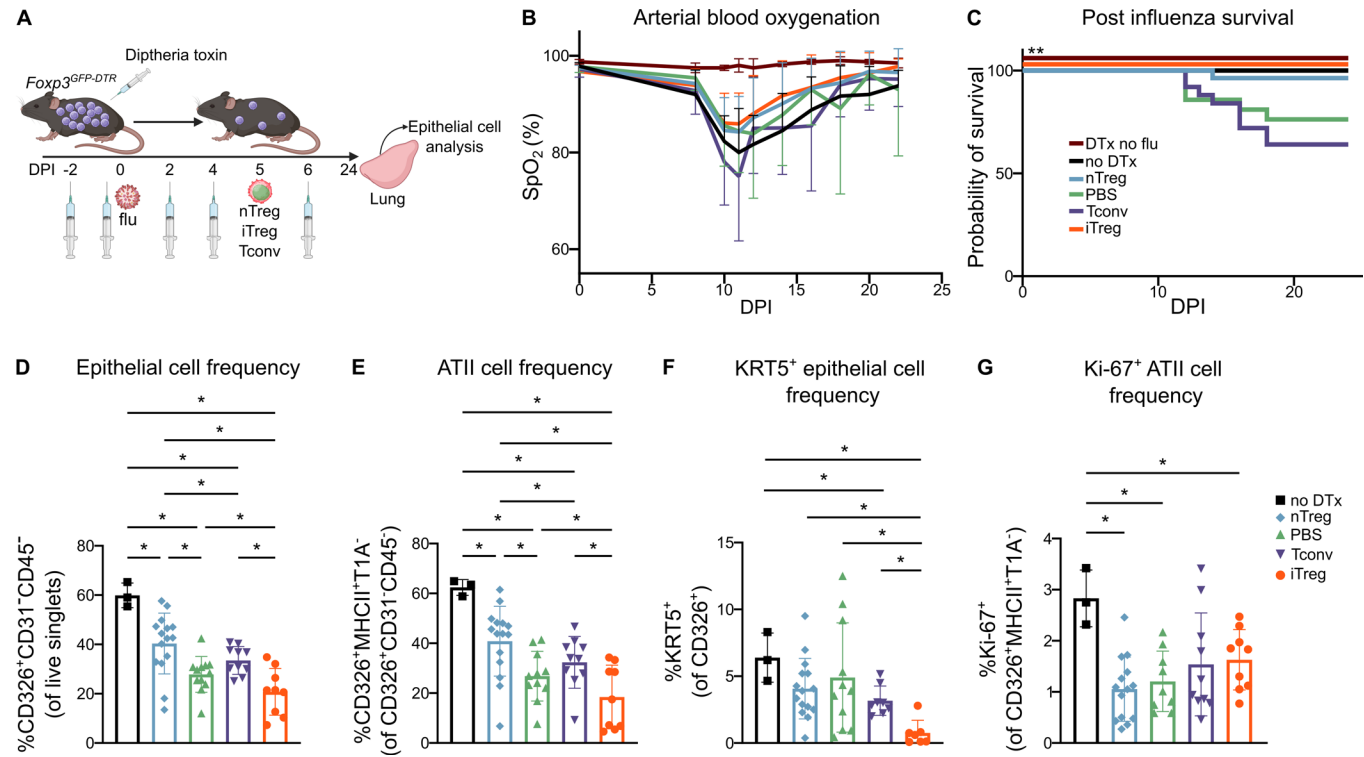 A
Diptheria toxin
Foxp3^GFP-DTR
Epithelial cell
analysis
DPI -2 0 2 4 5 6 24
flu
nTreg
iTreg
Tconv
Lung
B
Arterial blood oxygenation
SpO₂ (%)
100
80
60
0 5 10 15 20 25
DPI
C
Post influenza survival
Probability of survival
**
100
50
0
DTx no flu
no DTx
nTreg
PBS
Tconv
iTreg
0 10 20
DPI
D
Epithelial cell frequency
* * * * * * * * *
%CD326⁺CD31⁻CD45⁻
(of live singlets)
80
60
40
20
0
E
ATII cell frequency
* * * * * * * * *
%CD326⁺MHCII⁺T1A⁻
(of CD326⁺CD31⁻CD45⁻)
80
60
40
20
0
F
KRT5⁺ epithelial cell
frequency
* * * * *
%KRT5⁺
(of CD326⁺)
15
10
5
0
G
Ki-67⁺ ATII cell
frequency
* * *
%Ki-67⁺
(of CD326⁺MHCII⁺T1A⁻)
4
3
2
1
0
no DTx
nTreg
PBS
Tconv
iTreg